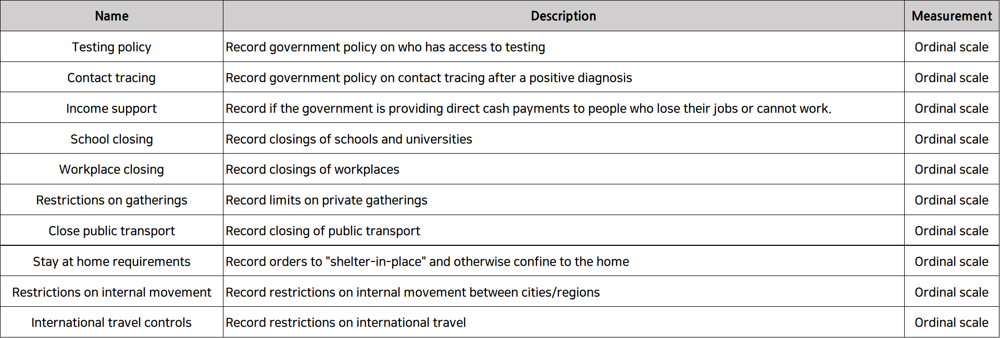 Name Description Measurement
Testing policy Record government policy on who has access to testing Ordinal scale
Contact tracing Record government policy on contact tracing after a positive diagnosis Ordinal scale
Income support Record if the government is providing direct cash payments to people who lose their jobs or cannot work. Ordinal scale
School closing Record closings of schools and universities Ordinal scale
Workplace closing Record closings of workplaces Ordinal scale
Restrictions on gatherings Record limits on private gatherings Ordinal scale
Close public transport Record closing of public transport Ordinal scale
Stay at home requirements Record orders to "shelter-in-place" and otherwise confine to the home Ordinal scale
Restrictions on internal movement Record restrictions on internal movement between cities/regions Ordinal scale
International travel controls Record restrictions on international travel Ordinal scale